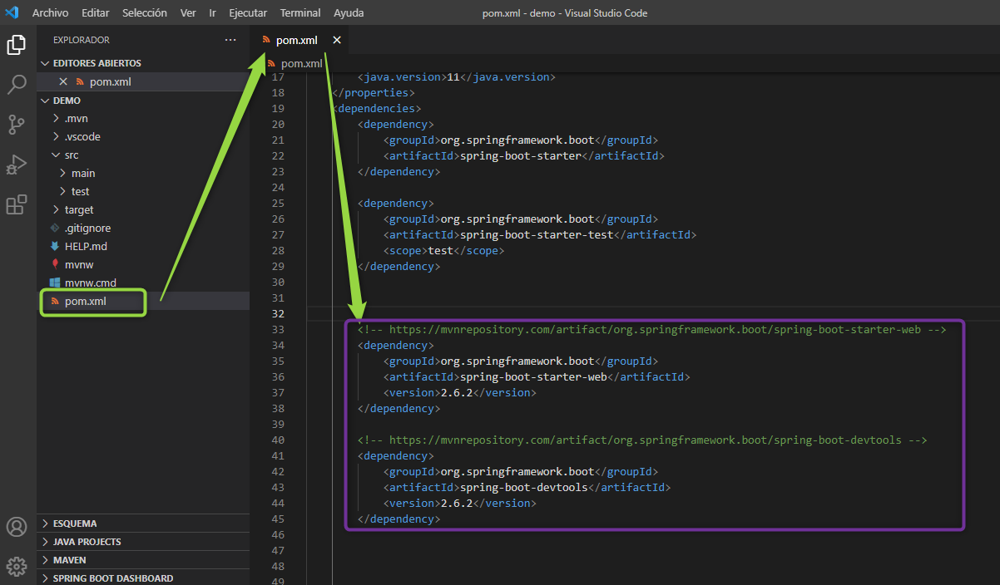 Archivo Editar Selección Ver Ir Ejecutar Terminal Ayuda
pom.xml - demo - Visual Studio Code
EXPLORADOR ...
EDITORES ABIERTOS
pom.xml
DEMO
.mvn
.vscode
src
main
test
target
.gitignore
HELP.md
mvnw
mvnw.cmd
pom.xml
ESQUEMA
JAVA PROJECTS
MAVEN
SPRING BOOT DASHBOARD
pom.xml
pom.xml
17 <java.version>11</java.version>
18 </properties>
19 <dependencies>
20 <dependency>
21 <groupId>org.springframework.boot</groupId>
22 <artifactId>spring-boot-starter</artifactId>
23 </dependency>
24
25 <dependency>
26 <groupId>org.springframework.boot</groupId>
27 <artifactId>spring-boot-starter-test</artifactId>
28 <scope>test</scope>
29 </dependency>
30
31
32
33 <!-- https://mvnrepository.com/artifact/org.springframework.boot/spring-boot-starter-web -->
34 <dependency>
35 <groupId>org.springframework.boot</groupId>
36 <artifactId>spring-boot-starter-web</artifactId>
37 <version>2.6.2</version>
38 </dependency>
39
40 <!-- https://mvnrepository.com/artifact/org.springframework.boot/spring-boot-devtools -->
41 <dependency>
42 <groupId>org.springframework.boot</groupId>
43 <artifactId>spring-boot-devtools</artifactId>
44 <version>2.6.2</version>
45 </dependency>
46
47
48
49